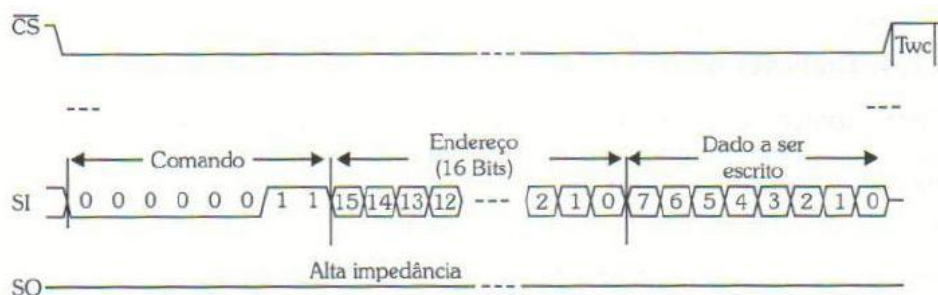 CS
Twc
Comando
Endereço
(16 Bits)
Dado a ser
escrito
SI 0 0 0 0 0 0 1 1 15 14 13 12 2 1 0 7 6 5 4 3 2 1 0
Alta impedância
SO